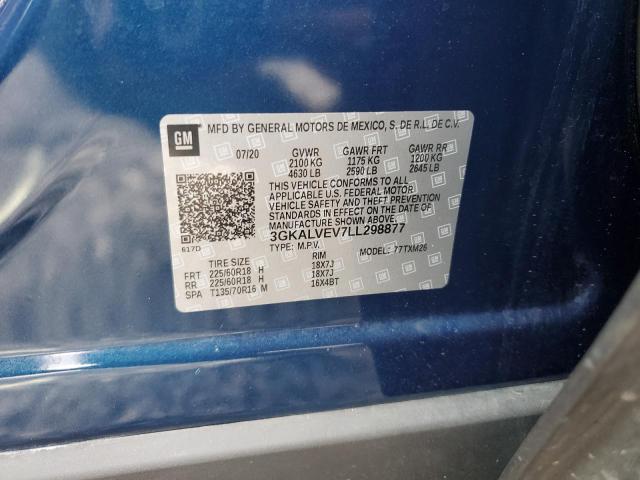 GM MFD BY GENERAL MOTORS DE MEXICO, S. DE R.L. DE C.V.
07/20 GVWR GAWR FRT GAWR RR
2100 KG 1175 KG 1200 KG
4630 LB 2590 LB 2645 LB
THIS VEHICLE CONFORMS TO ALL
APPLICABLE U.S. FEDERAL MOTOR
VEHICLE SAFETY AND THEFT PREVENTION
STANDARDS IN EFFECT ON THE DATE OF
MANUFACTURE SHOWN ABOVE.
3GKALVEV7LL298877
617D TYPE: M.P.V. MODEL: 77TXM26
TIRE SIZE RIM
FRT 225/60R18 H 18X7J
RR 225/60R18 H 18X7J
SPA T135/70R16 M 16X4BT